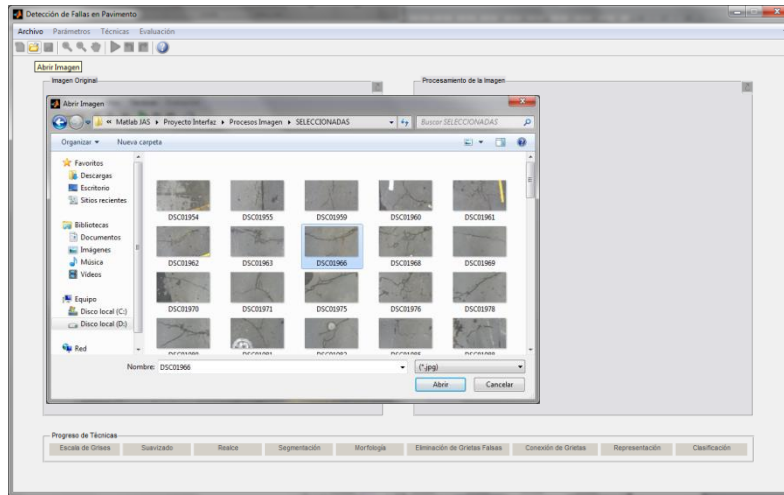 Detección de Fallas en Pavimento
Archivo Parámetros Técnicas Evaluación
Abrir Imagen
Imagen Original
Procesamiento de la Imagen
Abrir Imagen
« Matlab JAS ▸ Proyecto Interfaz ▸ Procesos Imagen ▸ SELECCIONADAS
Buscar SELECCIONADAS
Organizar Nueva carpeta
Favoritos
Descargas
Escritorio
Sitios recientes
Bibliotecas
Documentos
Imágenes
Música
Vídeos
Equipo
Disco local (C:)
Disco local (D:)
Red
DSC01954 DSC01955 DSC01959 DSC01960 DSC01961
DSC01962 DSC01963 DSC01966 DSC01968 DSC01969
DSC01970 DSC01971 DSC01975 DSC01976 DSC01978
Nombre: DSC01966
(*.jpg)
Abrir Cancelar
Progreso de Técnicas
Escala de Grises Suavizado Realce Segmentación Morfología Eliminación de Grietas Falsas Conexión de Grietas Representación Clasificación